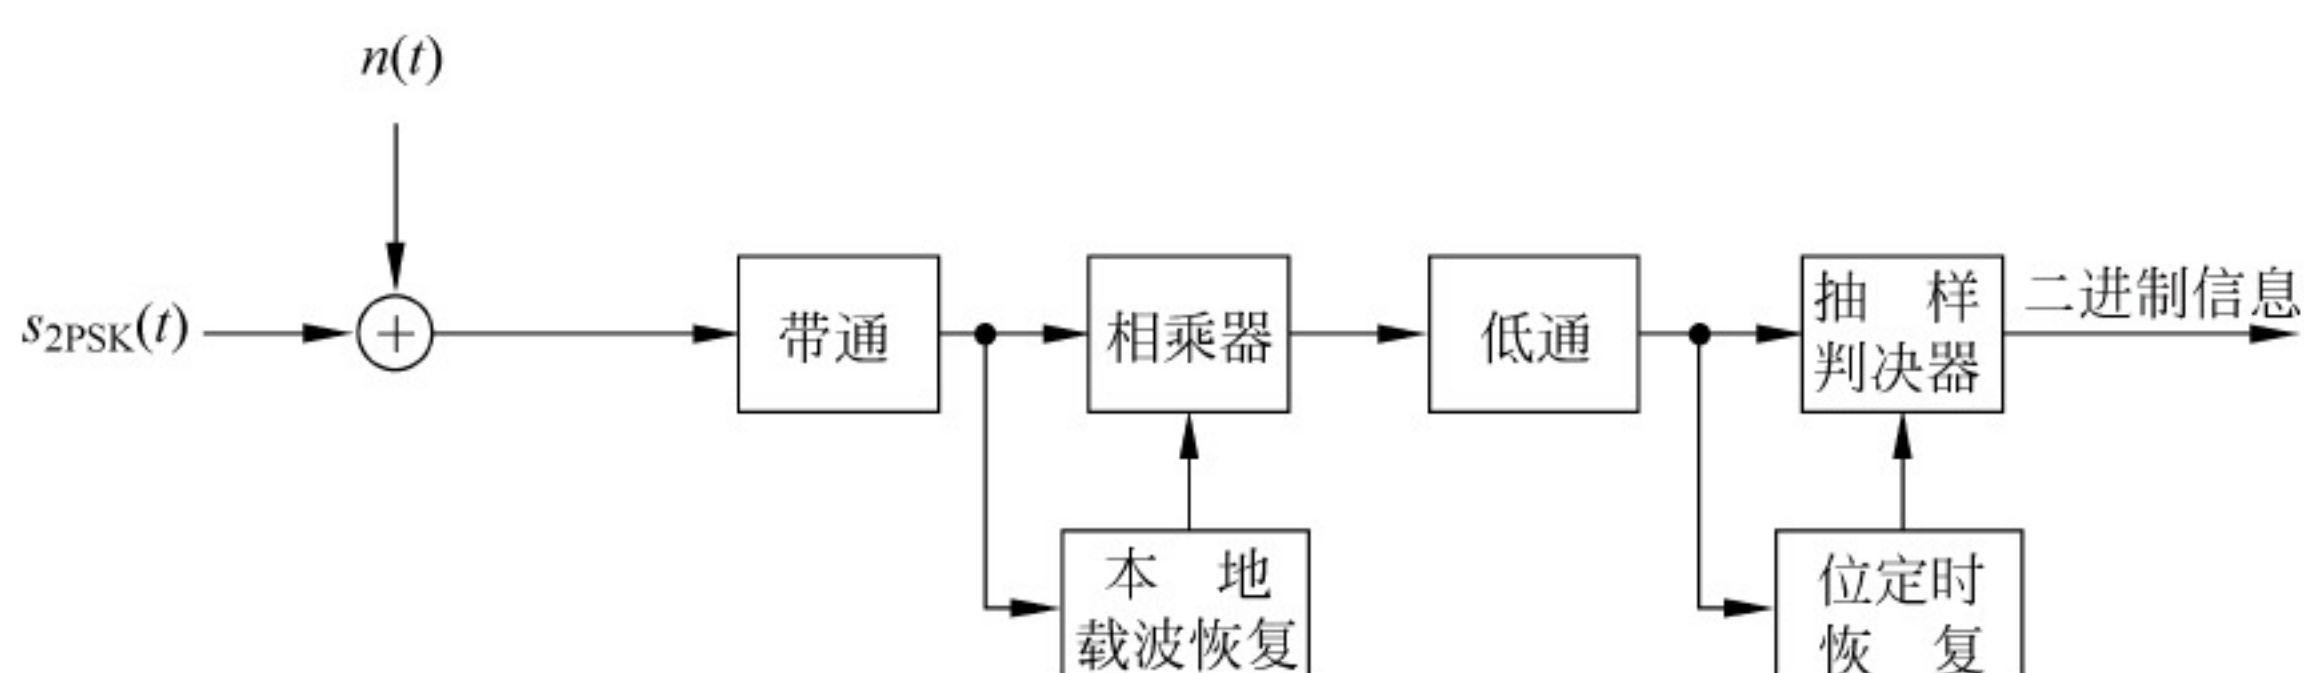 n(t)
s2PSK(t)
带通
相乘器
低通
抽 样
判决器
二进制信息
本 地
载波恢复
位定时
恢 复